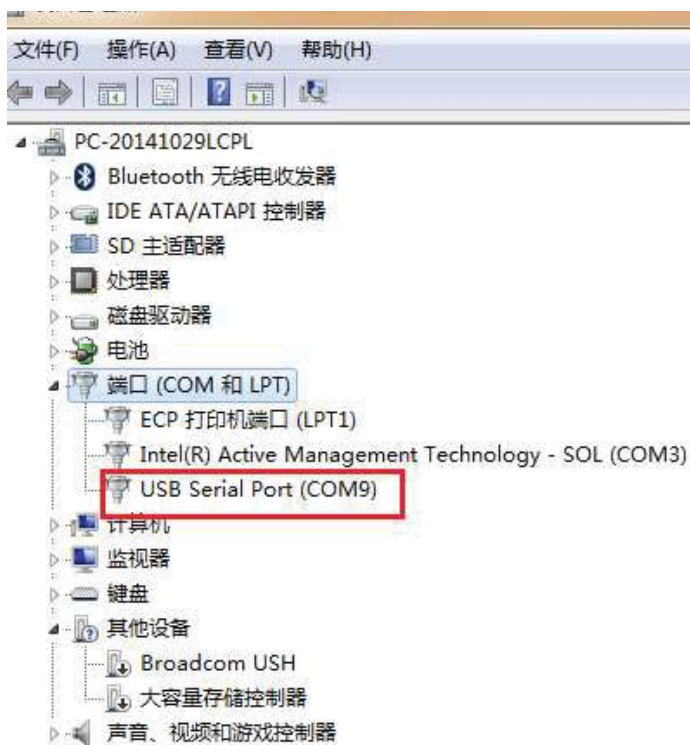 文件(F) 操作(A) 查看(V) 帮助(H)
PC-20141029LCPL
Bluetooth 无线电收发器
IDE ATA/ATAPI 控制器
SD 主适配器
处理器
磁盘驱动器
电池
端口 (COM 和 LPT)
ECP 打印机端口 (LPT1)
Intel(R) Active Management Technology - SOL (COM3)
USB Serial Port (COM9)
计算机
监视器
键盘
其他设备
Broadcom USH
大容量存储控制器
声音、视频和游戏控制器